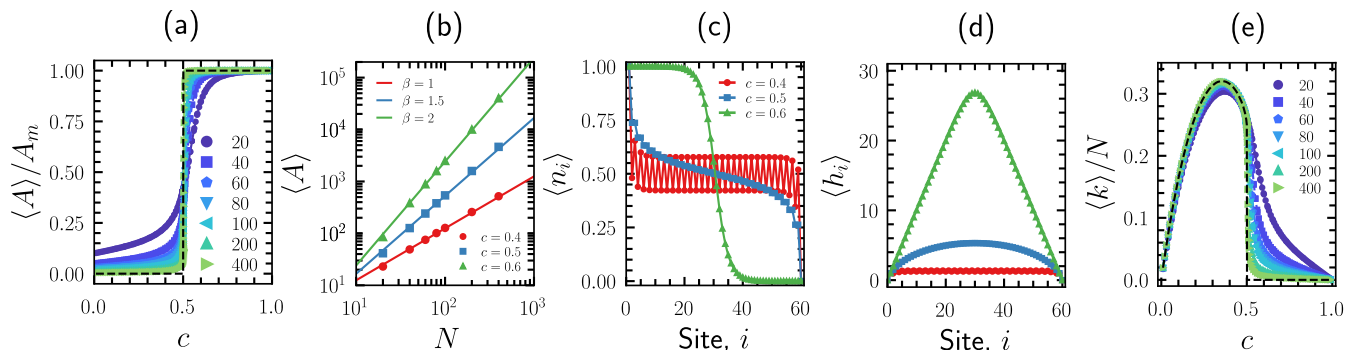 (a)
⟨A⟩/A_m
1.00
0.75
0.50
0.25
0.00
0.0
0.5
1.0
c
20
40
60
80
100
200
400
(b)
⟨A⟩
10^5
10^4
10^3
10^2
10^1
10^1
10^2
10^3
N
β = 1
β = 1.5
β = 2
c = 0.4
c = 0.5
c = 0.6
(c)
⟨n_i⟩
1.00
0.75
0.50
0.25
0.00
0
20
40
60
Site, i
c = 0.4
c = 0.5
c = 0.6
(d)
⟨h_i⟩
30
20
10
0
0
20
40
60
Site, i
(e)
⟨k⟩/N
0.3
0.2
0.1
0.0
0.0
0.5
1.0
c
20
40
60
80
100
200
400